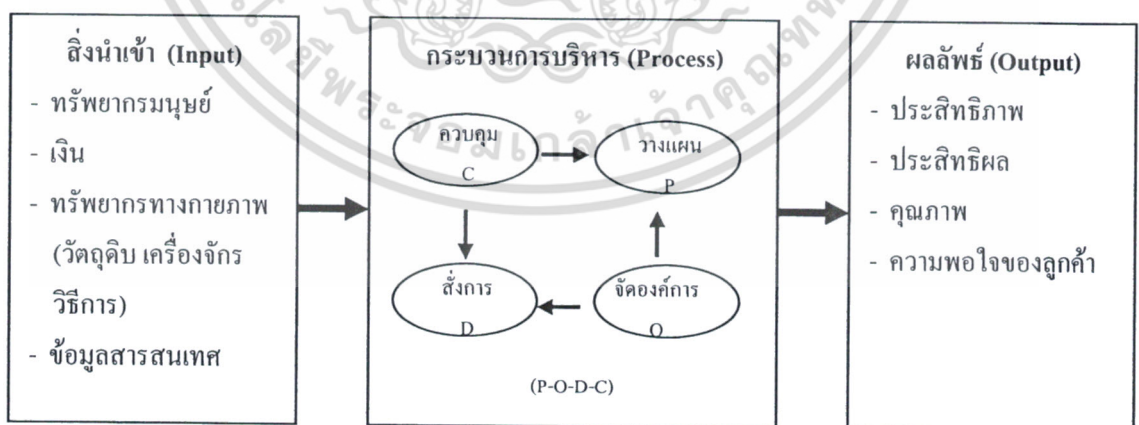 สิ่งนำเข้า (Input)
- ทรัพยากรมนุษย์
- เงิน
- ทรัพยากรทางกายภาพ
(วัตถุดิบ เครื่องจักร
วิธีการ)
- ข้อมูลสารสนเทศ
กระบวนการบริหาร (Process)
ควบคุม
C
วางแผน
P
สั่งการ
D
จัดองค์การ
O
(P-O-D-C)
ผลลัพธ์ (Output)
- ประสิทธิภาพ
- ประสิทธิผล
- คุณภาพ
- ความพอใจของลูกค้า